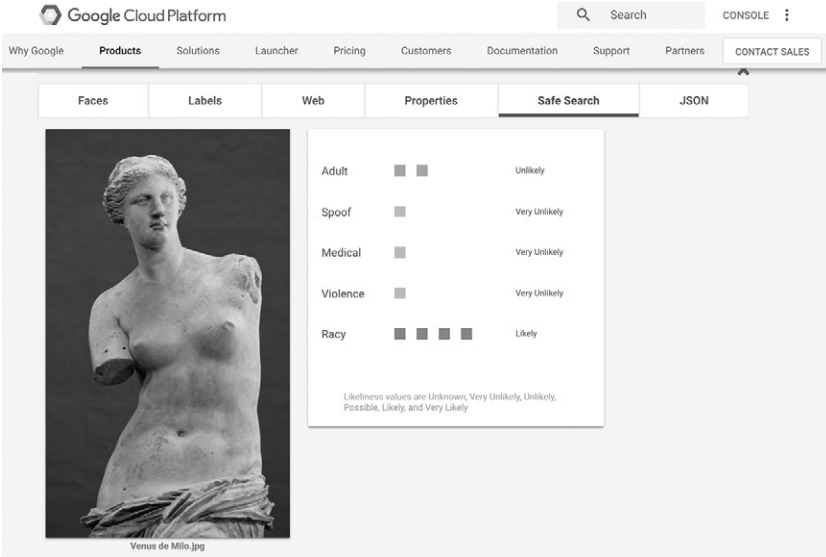 Google Cloud Platform
Search
CONSOLE
Why Google Products Solutions Launcher Pricing Customers Documentation Support Partners CONTACT SALES
Faces Labels Web Properties Safe Search JSON
Adult Unlikely
Spoof Very Unlikely
Medical Very Unlikely
Violence Very Unlikely
Racy Likely
Likeliness values are Unknown, Very Unlikely, Unlikely,
Possible, Likely, and Very Likely
Venus de Milo.jpg